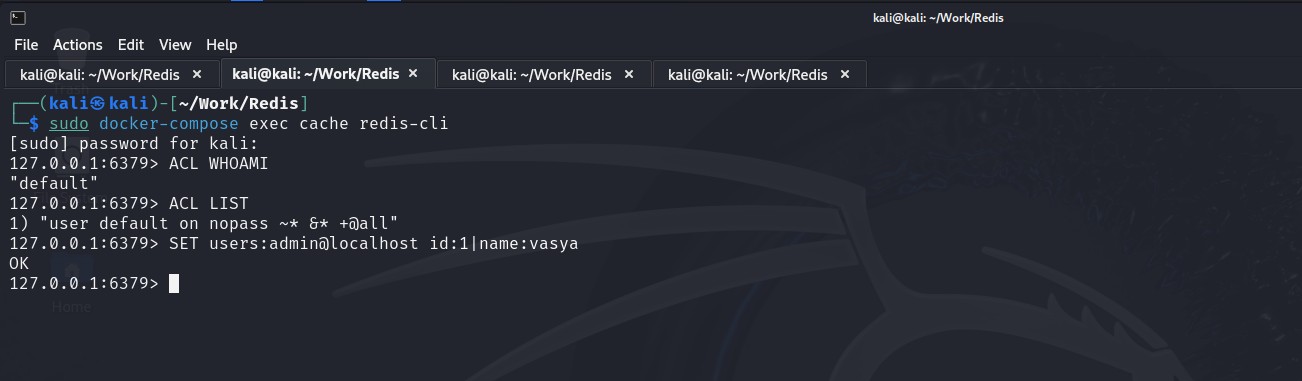 kali@kali: ~/Work/Redis
File Actions Edit View Help
kali@kali: ~/Work/Redis × kali@kali: ~/Work/Redis × kali@kali: ~/Work/Redis × kali@kali: ~/Work/Redis ×
┌──(kali㉿kali)-[~/Work/Redis]
└─$ sudo docker-compose exec cache redis-cli
[sudo] password for kali:
127.0.0.1:6379> ACL WHOAMI
"default"
127.0.0.1:6379> ACL LIST
1) "user default on nopass ~* &* +@all"
127.0.0.1:6379> SET users:admin@localhost id:1|name:vasya
OK
127.0.0.1:6379>
Home